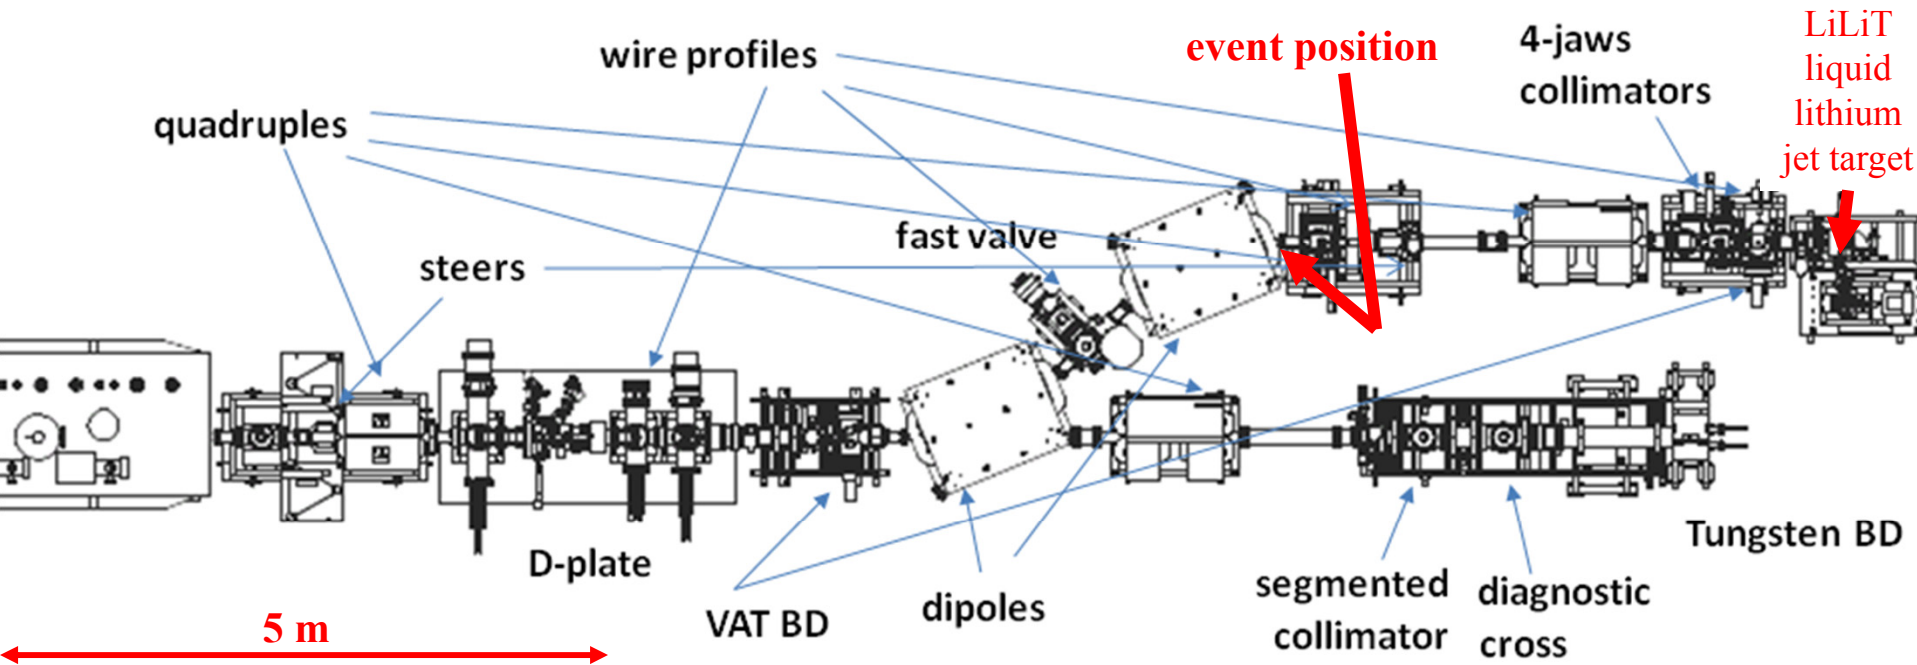 wire profiles
event position
4-jaws
collimators
LiLiT
liquid
lithium
jet target
quadruples
fast valve
steers
D-plate
VAT BD
dipoles
segmented
collimator
diagnostic
cross
Tungsten BD
5 m